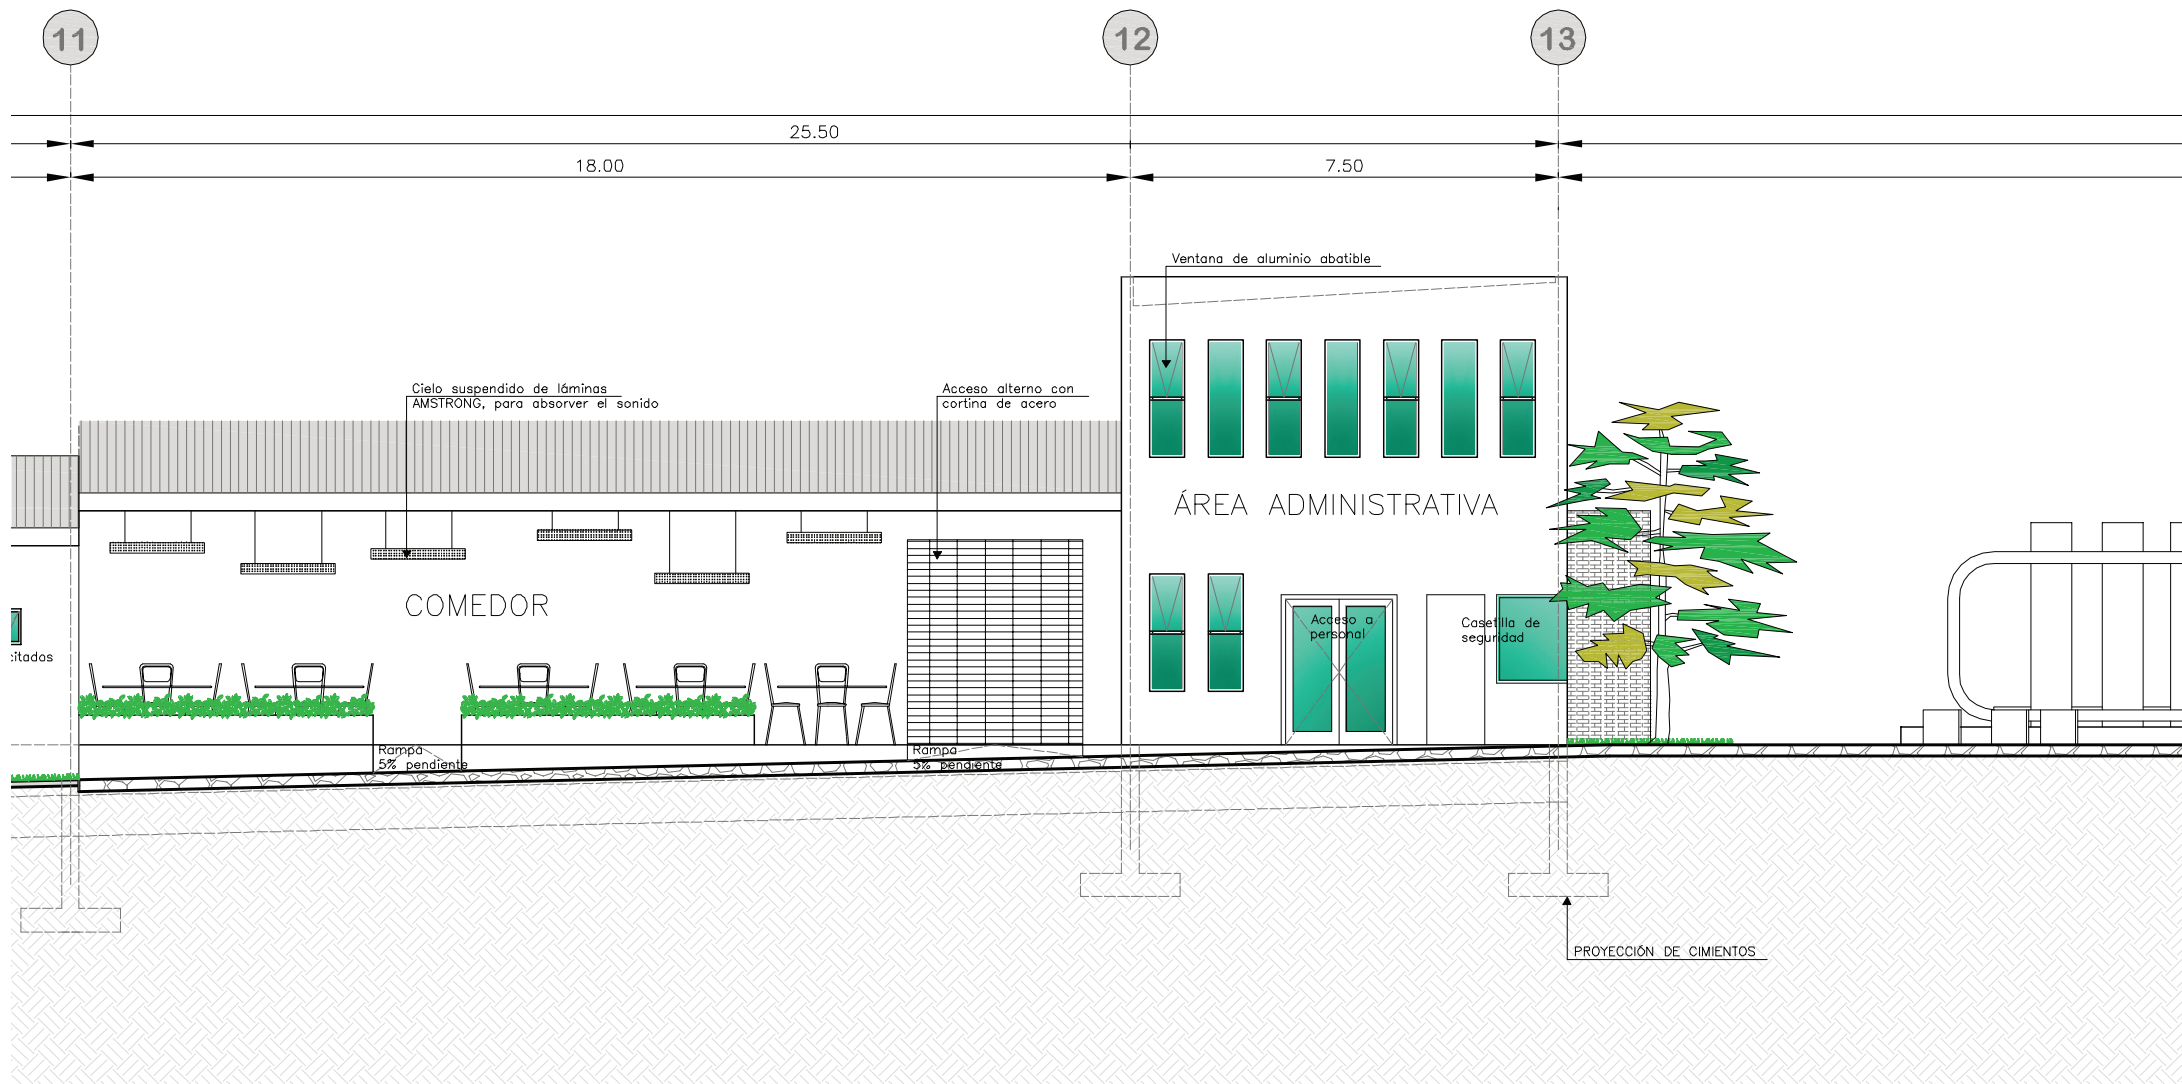 11
12
13
25.50
18.00
7.50
Ventana de aluminio abatible
Cielo suspendido de láminas
AMSTRONG, para absorver el sonido
Acceso alterno con
cortina de acero
ÁREA ADMINISTRATIVA
COMEDOR
Acceso a
personal
Casetilla de
seguridad
citadas
Rampa
5% pendiente
Rampa
5% pendiente
PROYECCIÓN DE CIMIENTOS